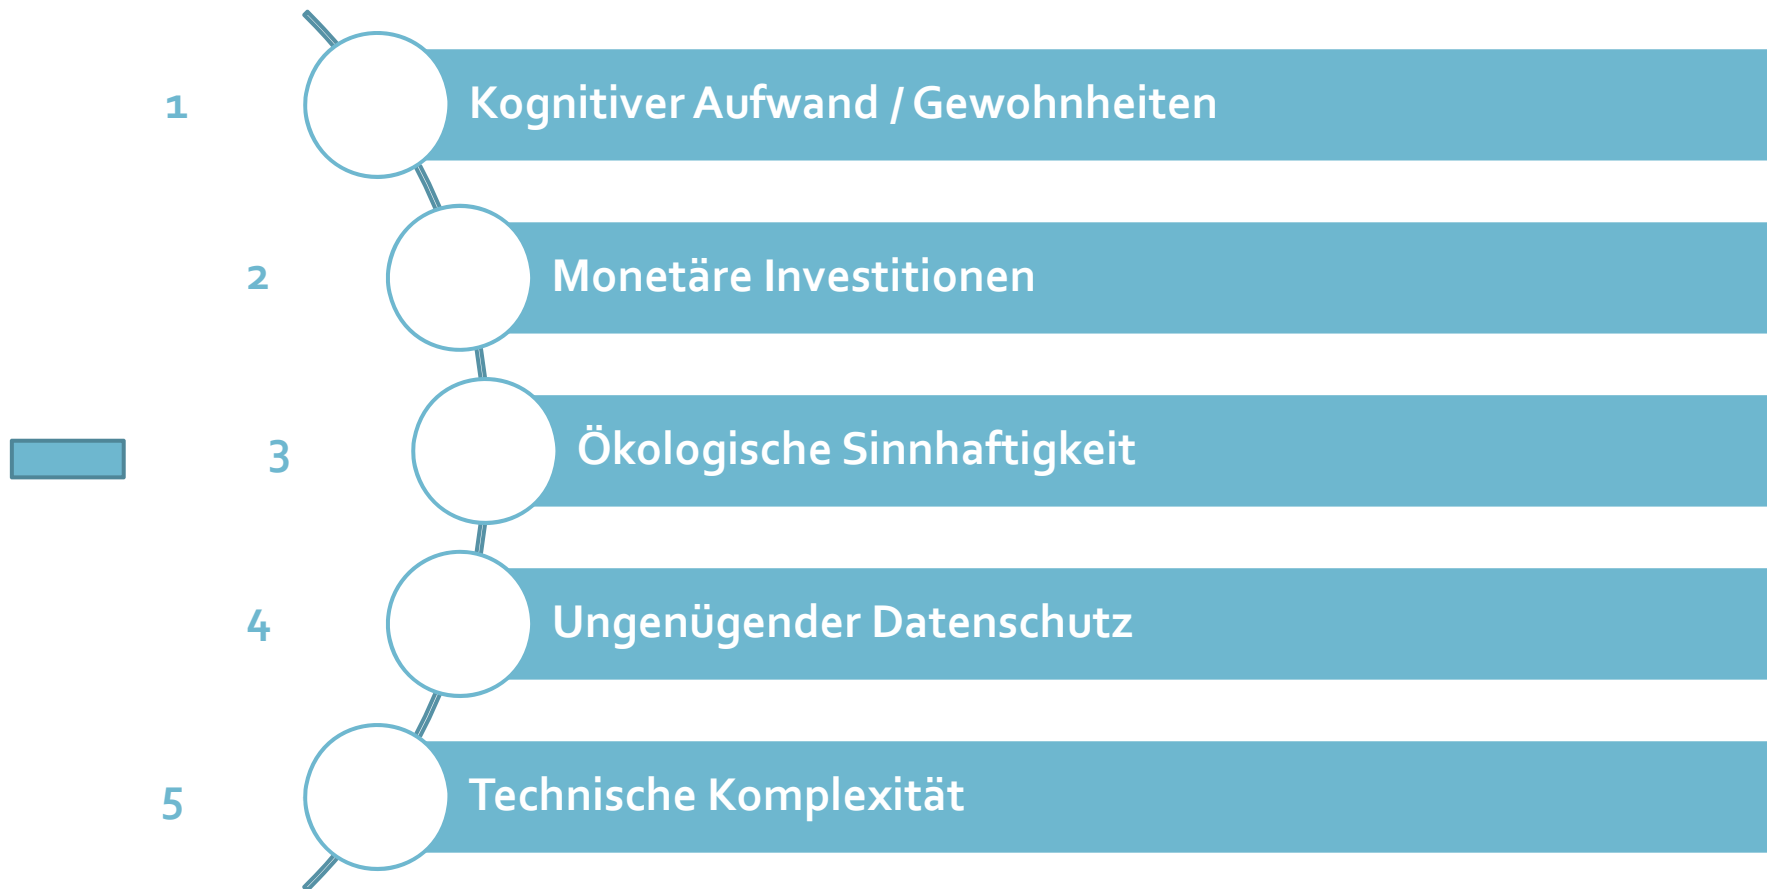 1 Kognitiver Aufwand / Gewohnheiten
2 Monetäre Investitionen
3 Ökologische Sinnhaftigkeit
4 Ungenügender Datenschutz
5 Technische Komplexität